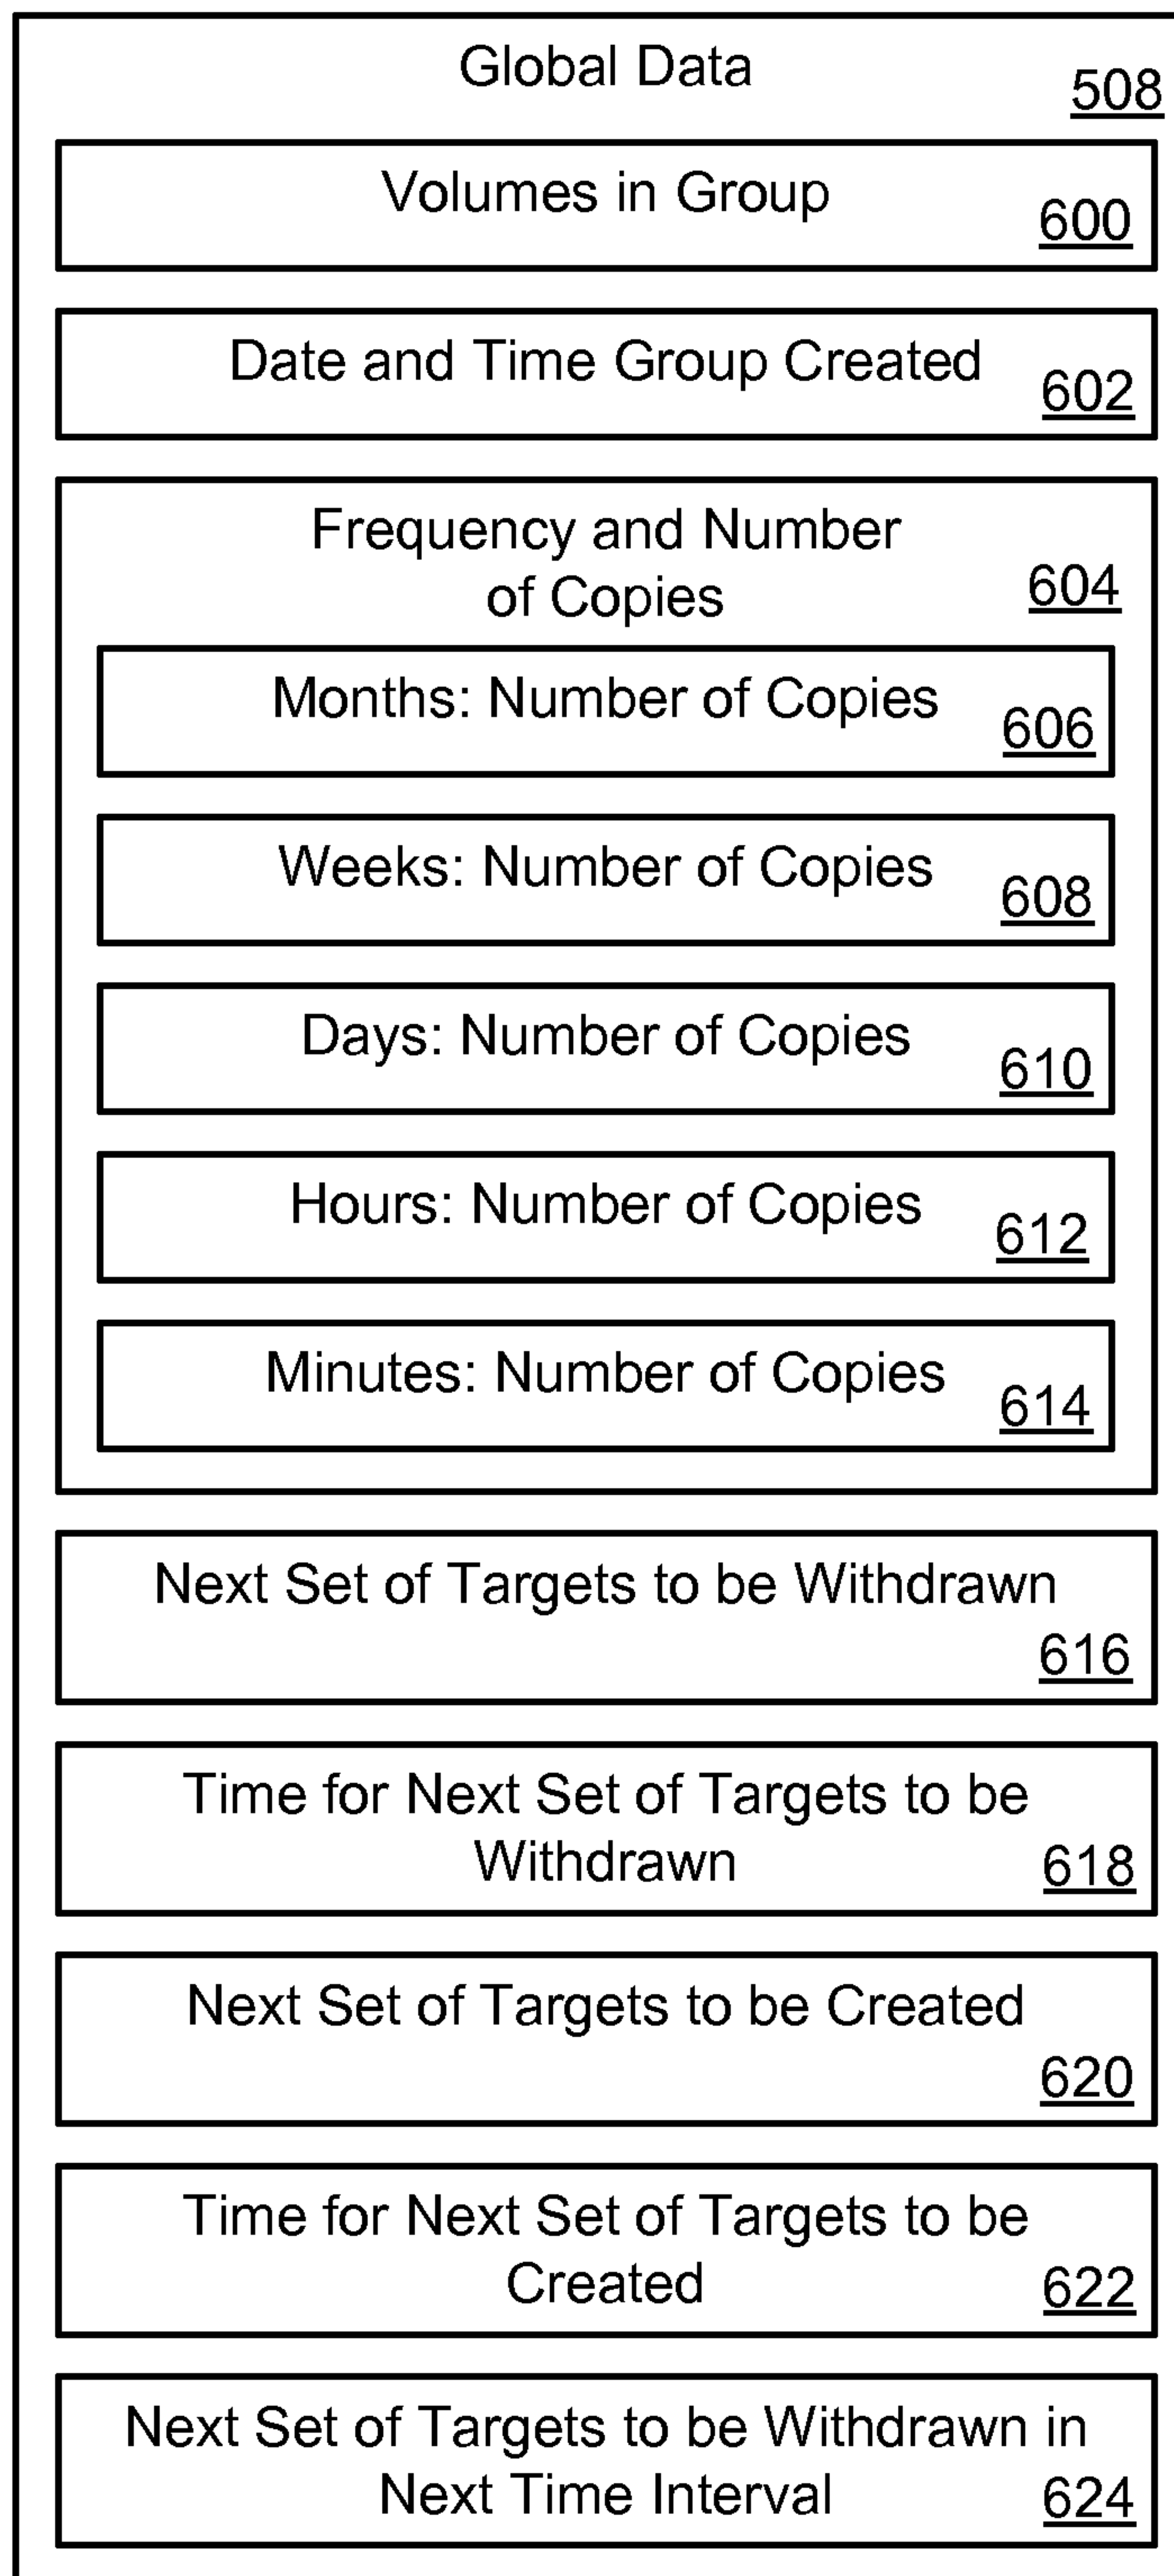 Global Data
508
Volumes in Group
600
Date and Time Group Created
602
Frequency and Number
of Copies
604
Months: Number of Copies
606
Weeks: Number of Copies
608
Days: Number of Copies
610
Hours: Number of Copies
612
Minutes: Number of Copies
614
Next Set of Targets to be Withdrawn
616
Time for Next Set of Targets to be
Withdrawn
618
Next Set of Targets to be Created
620
Time for Next Set of Targets to be
Created
622
Next Set of Targets to be Withdrawn in
Next Time Interval
624